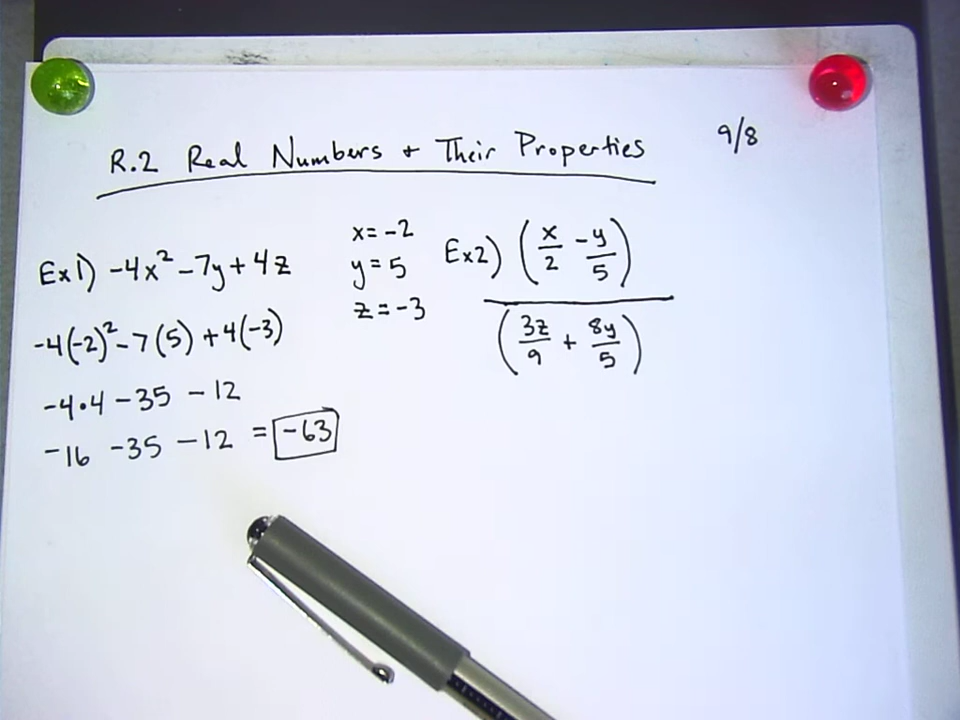 R.2 Real Numbers + Their Properties 9/8
Ex1) -4x² - 7y + 4z
-4(-2)² - 7(5) + 4(-3)
-4•4 - 35 - 12
-16 -35 -12 = -63
x = -2
y = 5
z = -3
Ex2) (x/2 - y/5)
(3z/9 + 8y/5)